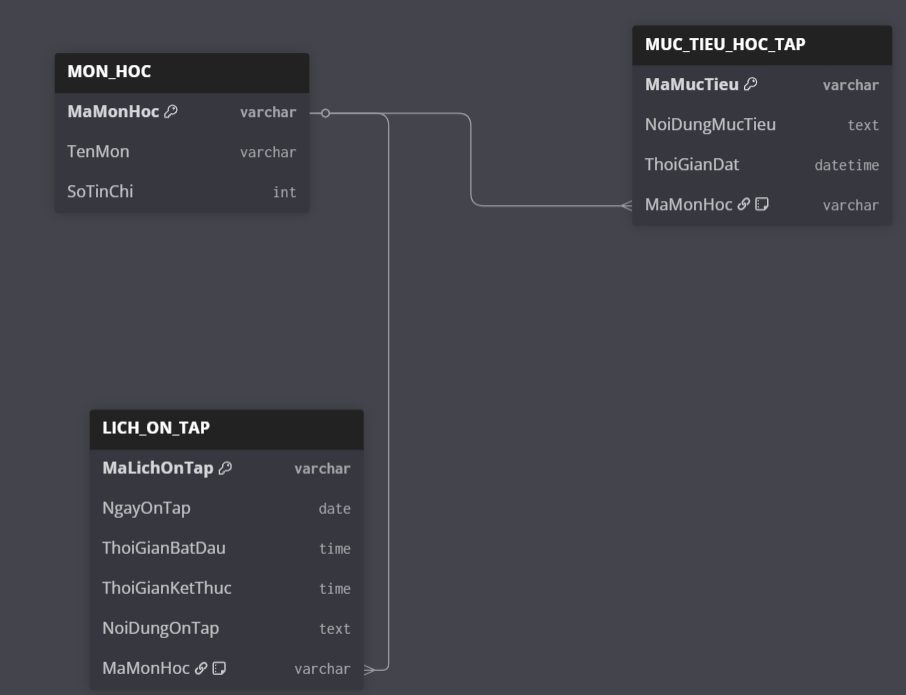 MON_HOC
MaMonHoc varchar
TenMon varchar
SoTinChi int
MUC_TIEU_HOC_TAP
MaMucTieu varchar
NoiDungMucTieu text
ThoiGianDat datetime
MaMonHoc varchar
LICH_ON_TAP
MaLichOnTap varchar
NgayOnTap date
ThoiGianBatDau time
ThoiGianKetThuc time
NoiDungOnTap text
MaMonHoc varchar